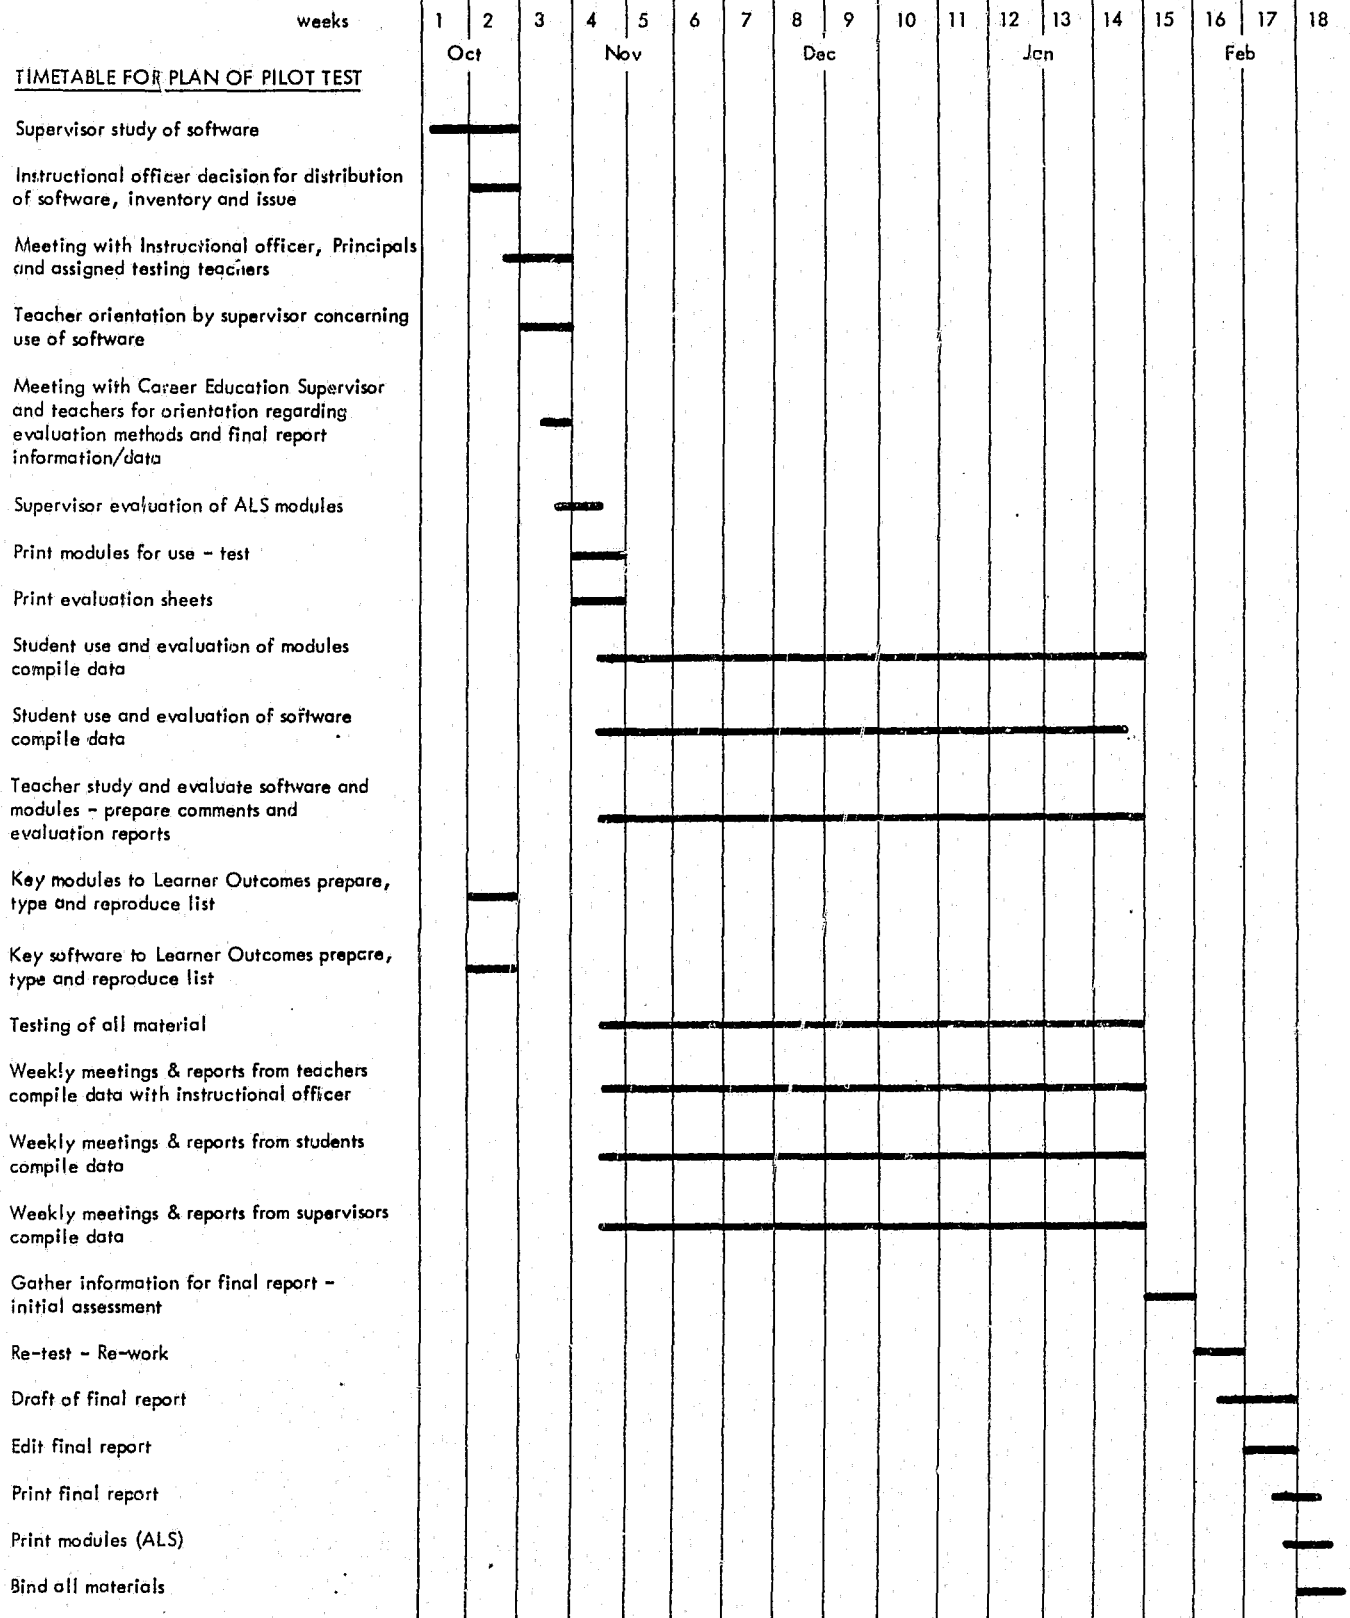 weeks 1 2 3 4 5 6 7 8 9 10 11 12 13 14 15 16 17 18
Oct Nov Dec Jan Feb
TIMETABLE FOR PLAN OF PILOT TEST
Supervisor study of software
Instructional officer decision for distribution
of software, inventory and issue
Meeting with Instructional officer, Principals
and assigned testing teachers
Teacher orientation by supervisor concerning
use of software
Meeting with Career Education Supervisor
and teachers for orientation regarding
evaluation methods and final report
information/data
Supervisor evaluation of ALS modules
Print modules for use - test
Print evaluation sheets
Student use and evaluation of modules
compile data
Student use and evaluation of software
compile data
Teacher study and evaluate software and
modules - prepare comments and
evaluation reports
Key modules to Learner Outcomes prepare,
type and reproduce list
Key software to Learner Outcomes prepare,
type and reproduce list
Testing of all material
Weekly meetings & reports from teachers
compile data with instructional officer
Weekly meetings & reports from students
compile data
Weekly meetings & reports from supervisors
compile data
Gather information for final report -
initial assessment
Re-test - Re-work
Draft of final report
Edit final report
Print final report
Print modules (ALS)
Bind all materials